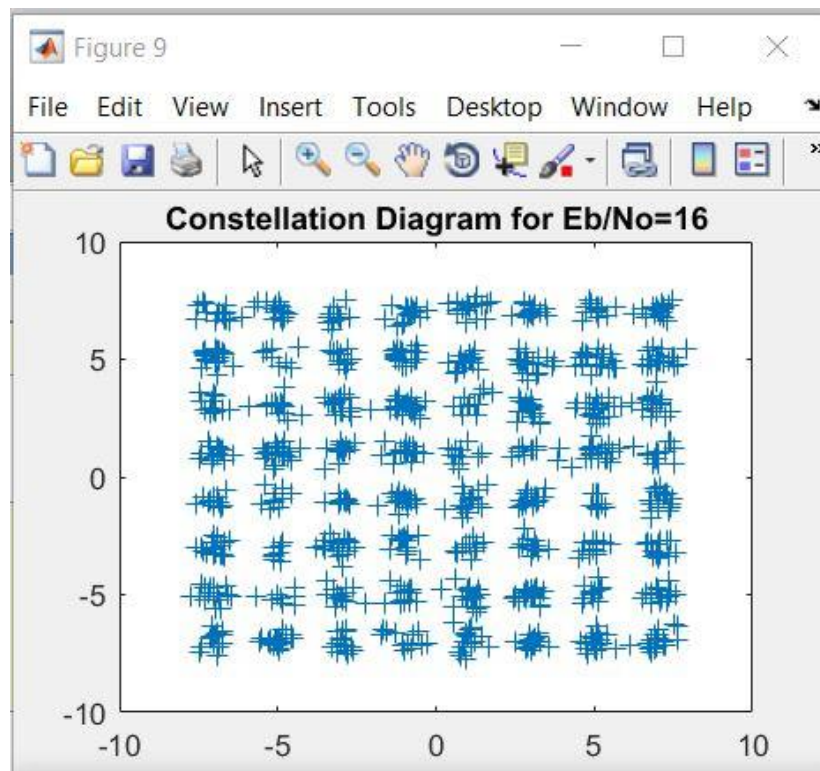 Figure 9
File Edit View Insert Tools Desktop Window Help
Constellation Diagram for Eb/No=16
10
5
0
-5
-10
-10 -5 0 5 10